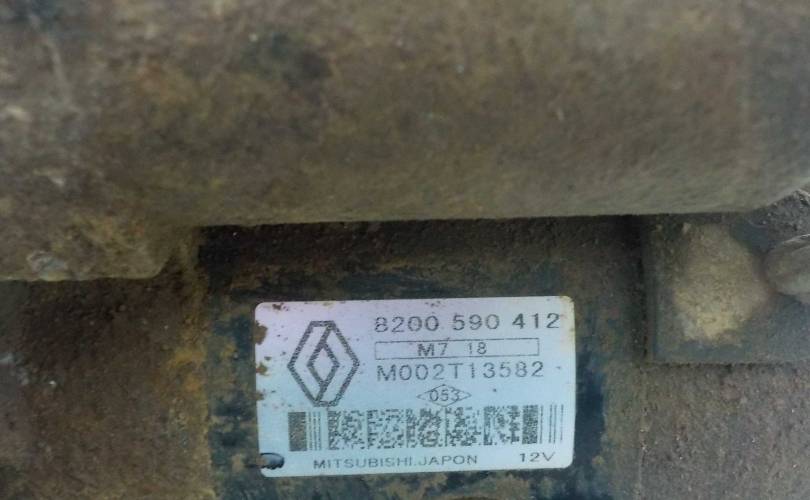 8200 590 412
M7 18
M002T13582
053
MITSUBISHI.JAPON 12V